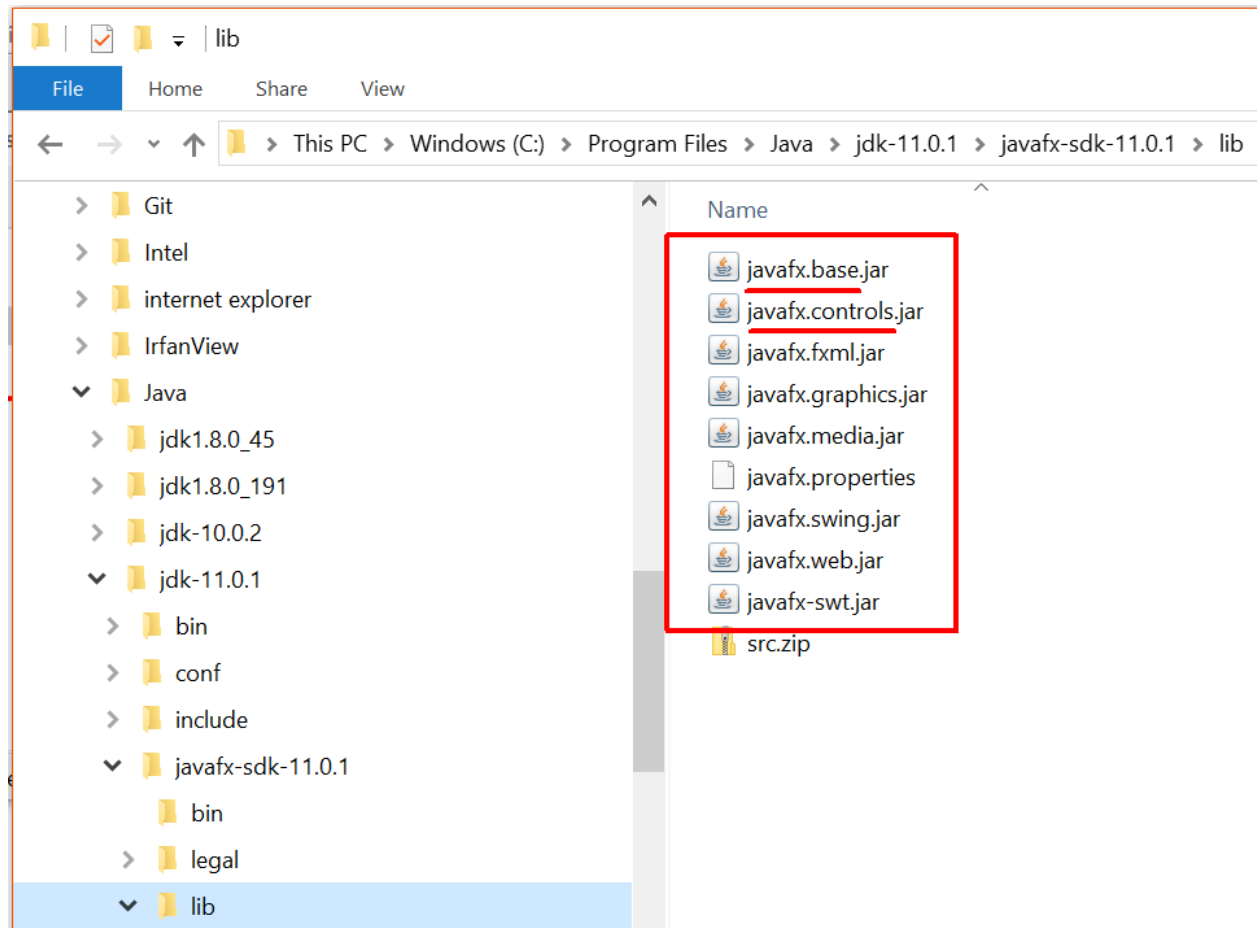 lib
File Home Share View
This PC Windows (C:) Program Files Java jdk-11.0.1 javafx-sdk-11.0.1 lib
Git
Intel
internet explorer
IrfanView
Java
jdk1.8.0_45
jdk1.8.0_191
jdk-10.0.2
jdk-11.0.1
bin
conf
include
javafx-sdk-11.0.1
bin
legal
lib
Name
javafx.base.jar
javafx.controls.jar
javafx.fxml.jar
javafx.graphics.jar
javafx.media.jar
javafx.properties
javafx.swing.jar
javafx.web.jar
javafx-swt.jar
src.zip